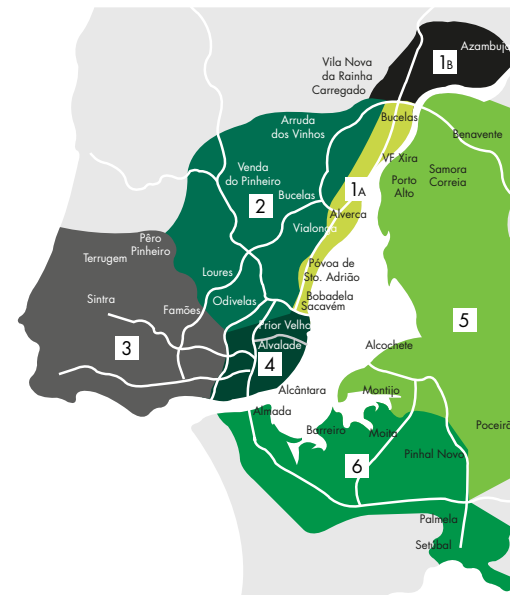 Azambuja
1B
Vila Nova
da Rainha
Carregado
Arruda
dos Vinhos
Bucelas
Benavente
VF Xira
Venda
do Pinheiro
Samora
Correia
Porto
Alto
1A
Bucelas
2
Alverca
Vialonga
Pêro
Pinheiro
Terrugem
Póvoa de
Sto. Adrião
Loures
Sintra
Odivelas
Bobadela
Sacavém
Famões
5
Prior Velho
3
Alvalade
Alcochete
4
Alcântara
Montijo
Almada
Barreiro
Moita
Poceirã
Pinhal Novo
6
Palmela
Setúbal